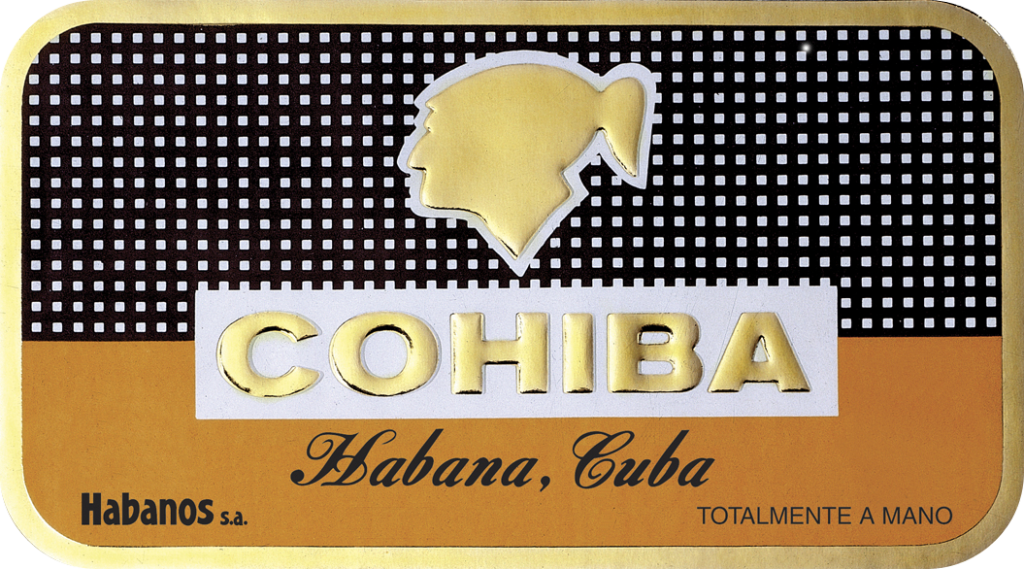 COHIBA
Habana, Cuba
Habanos s.a.
TOTALMENTE A MANO